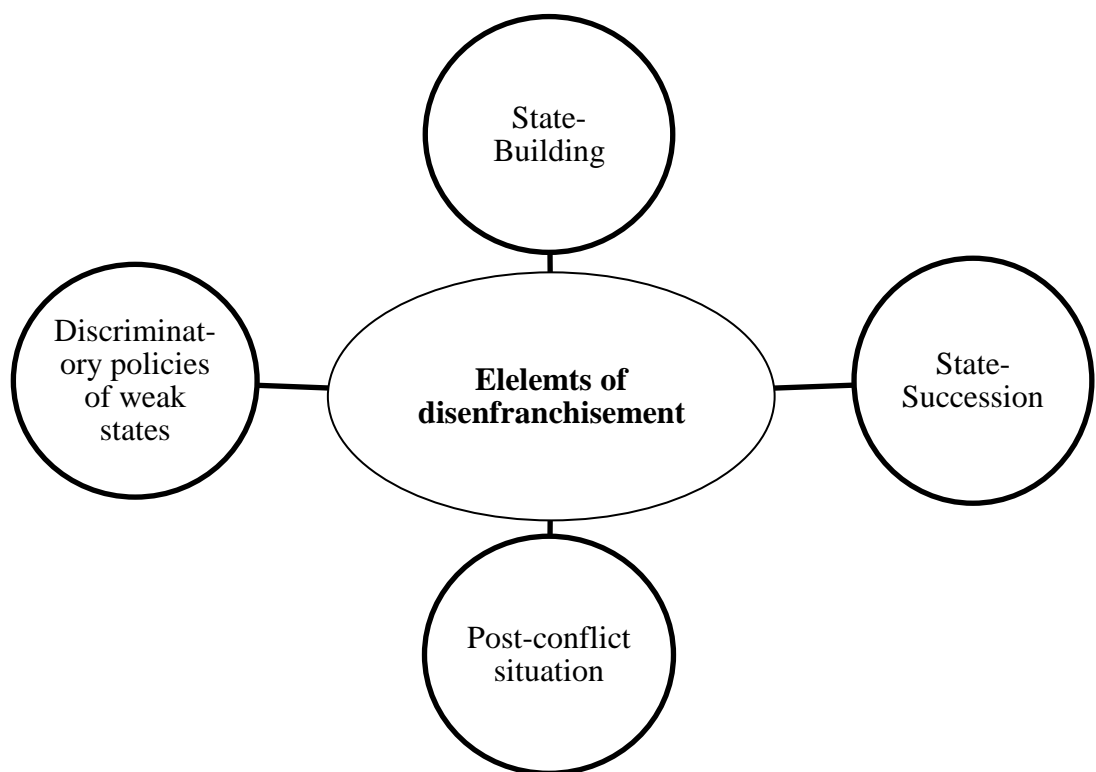 State-
Building
Discriminat-
ory policies
of weak
states
Elelemts of
disenfranchisement
State-
Succession
Post-conflict
situation